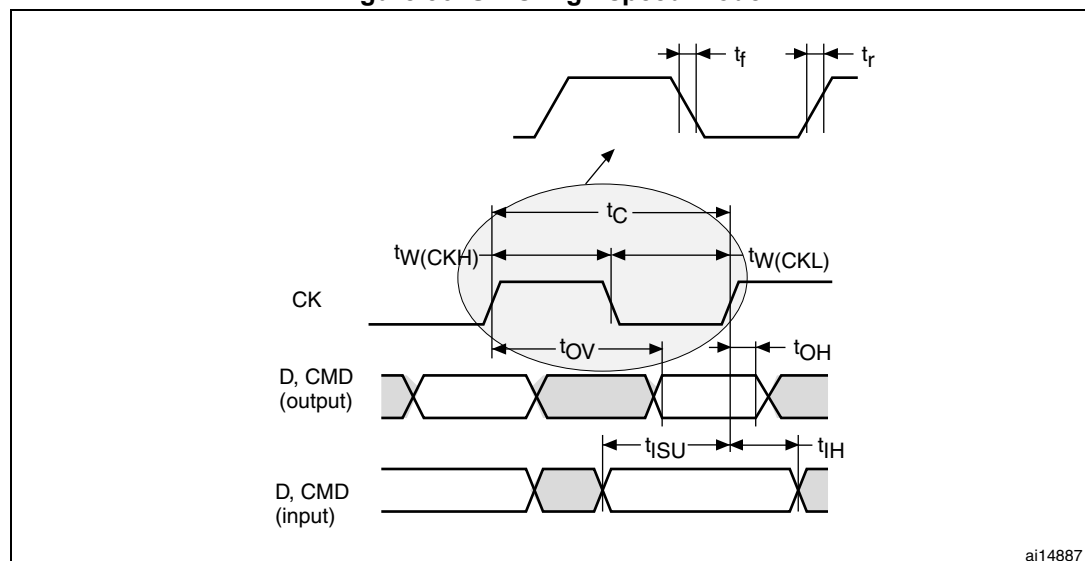 tf
tr
tC
tW(CKH)
tW(CKL)
CK
tOV
tOH
D, CMD
(output)
tISU
tIH
D, CMD
(input)
ai14887